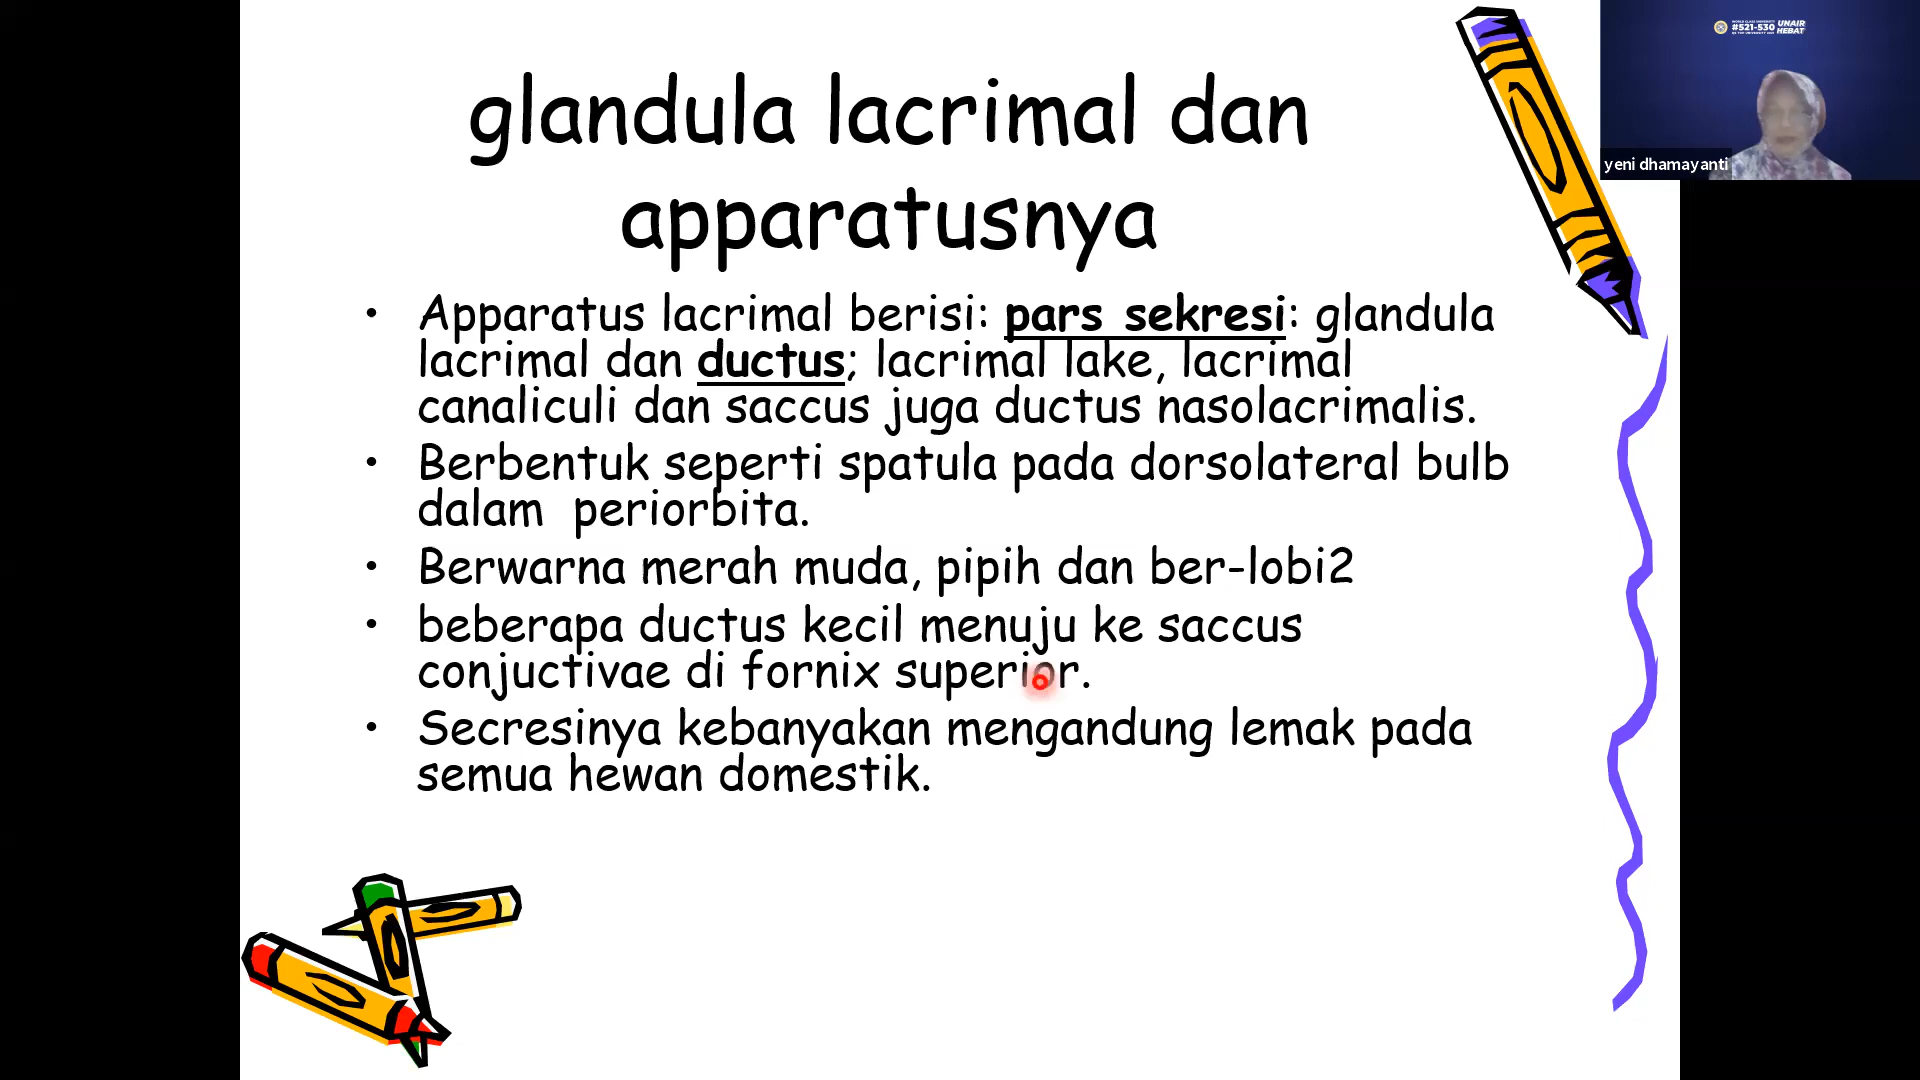 glandula lacrimal dan
apparatusnya
• Apparatus lacrimal berisi: pars sekresi: glandula
lacrimal dan ductus; lacrimal lake, lacrimal
canaliculi dan saccus juga ductus nasolacrimalis.
• Berbentuk seperti spatula pada dorsolateral bulb
dalam periorbita.
• Berwarna merah muda, pipih dan ber-lobi2
• beberapa ductus kecil menuju ke saccus
conjuctivae di fornix superior.
• Secresinya kebanyakan mengandung lemak pada
semua hewan domestik.
#521-530
UNAIR
HEBAT
yeni dhamayanti